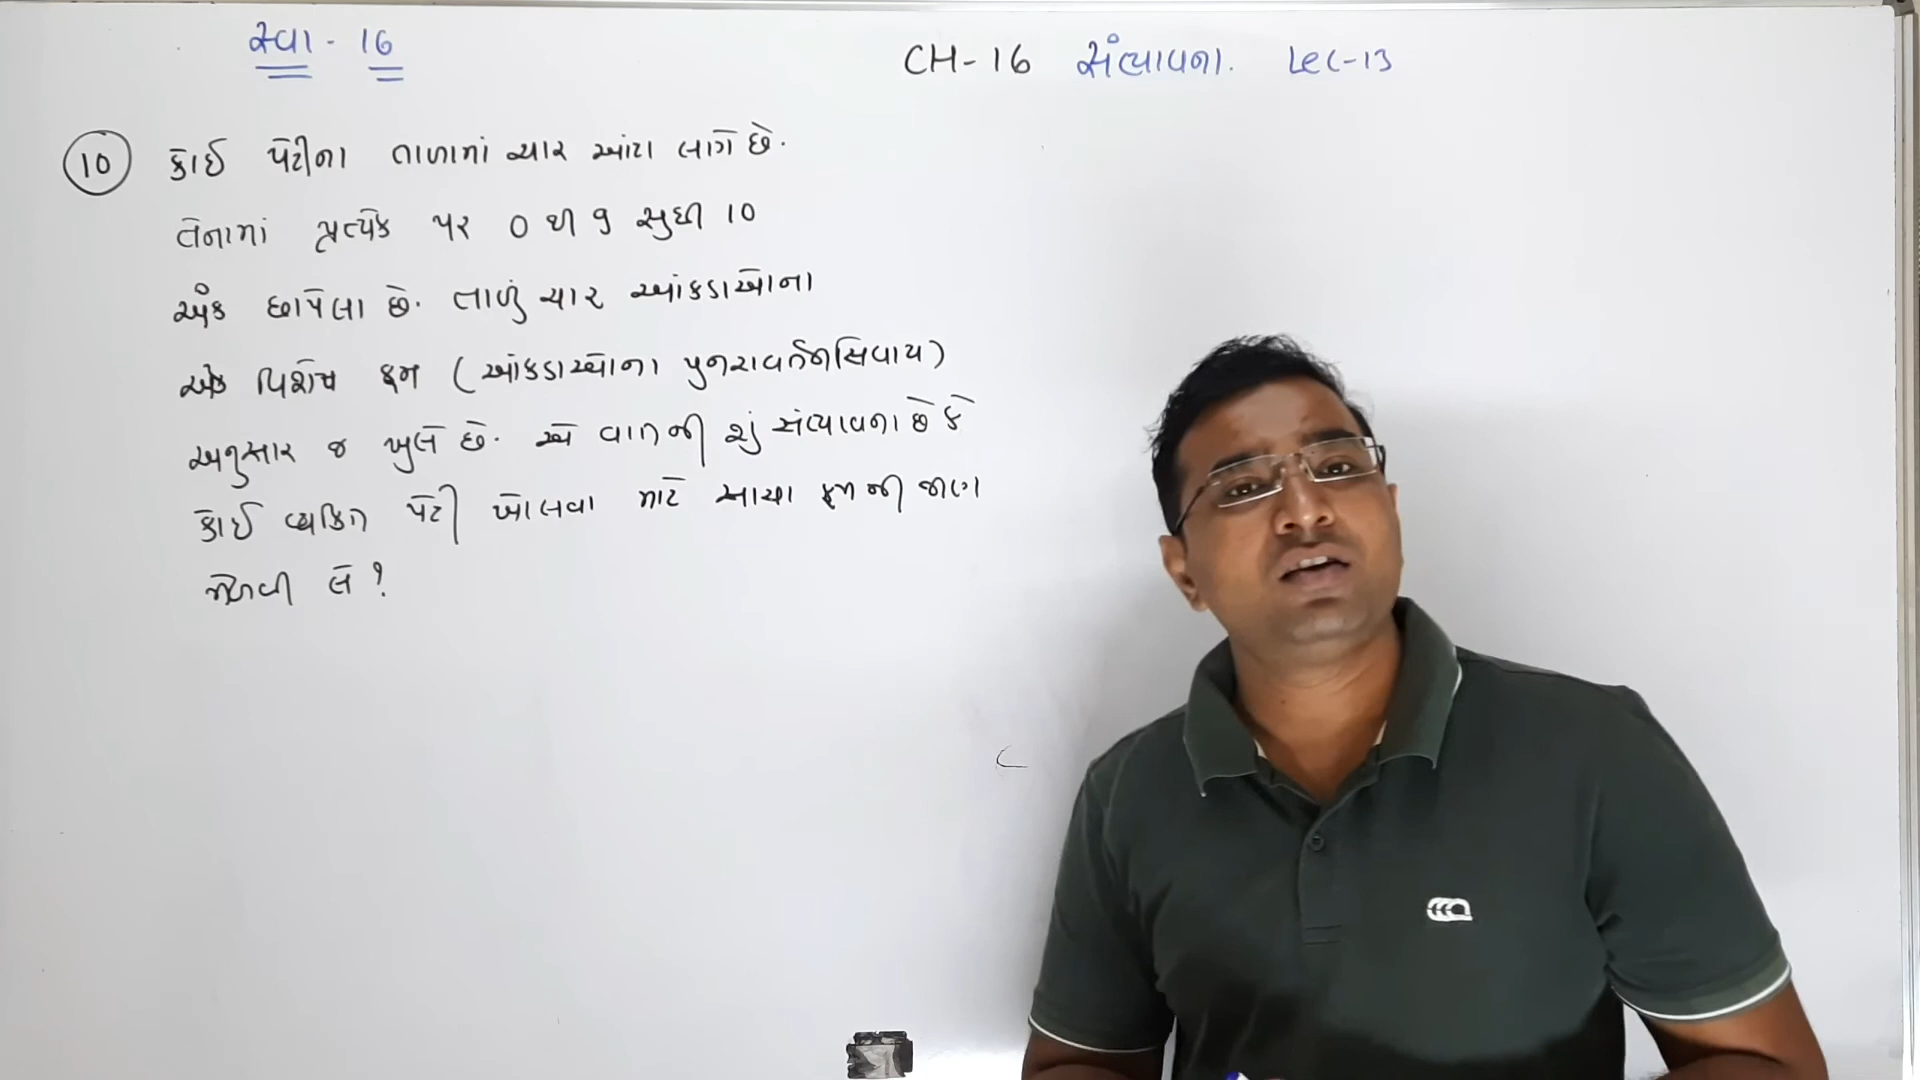 સ્વા - 16
CH-16 સંભાવના. Lec-13
10 કોઈ પેટીના તાળામાં ચાર આંટા લાગે છે.
તેનામાં પ્રત્યેક પર 0 થી 9 સુધી 10
અંક છાપેલા છે. તાળું ચાર આંકડાઓના
એક વિશેષ ક્રમ (આંકડાઓના પુનરાવર્તન સિવાય)
અનુસાર જ ખુલે છે. એ વાતની શું સંભાવના છે કે
કોઈ વ્યક્તિ પેટી ખોલવા માટે સાચા ક્રમની જાણ
મેળવી લે?